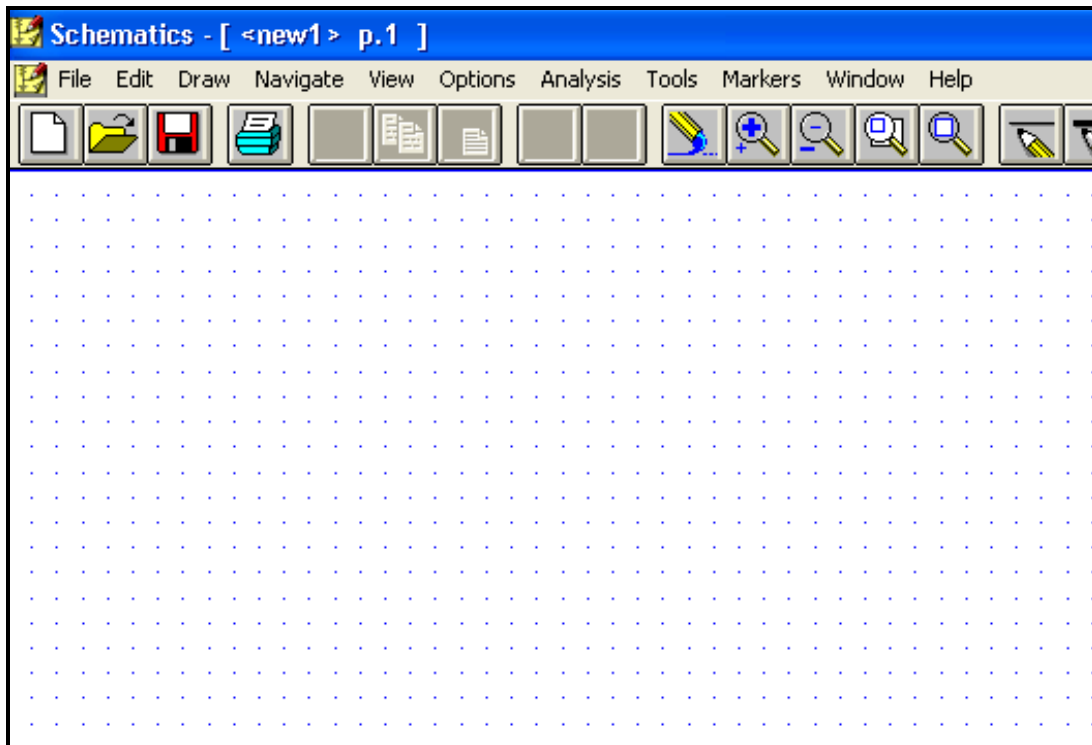 Schematics - [ <new1> p.1 ]
File Edit Draw Navigate View Options Analysis Tools Markers Window Help